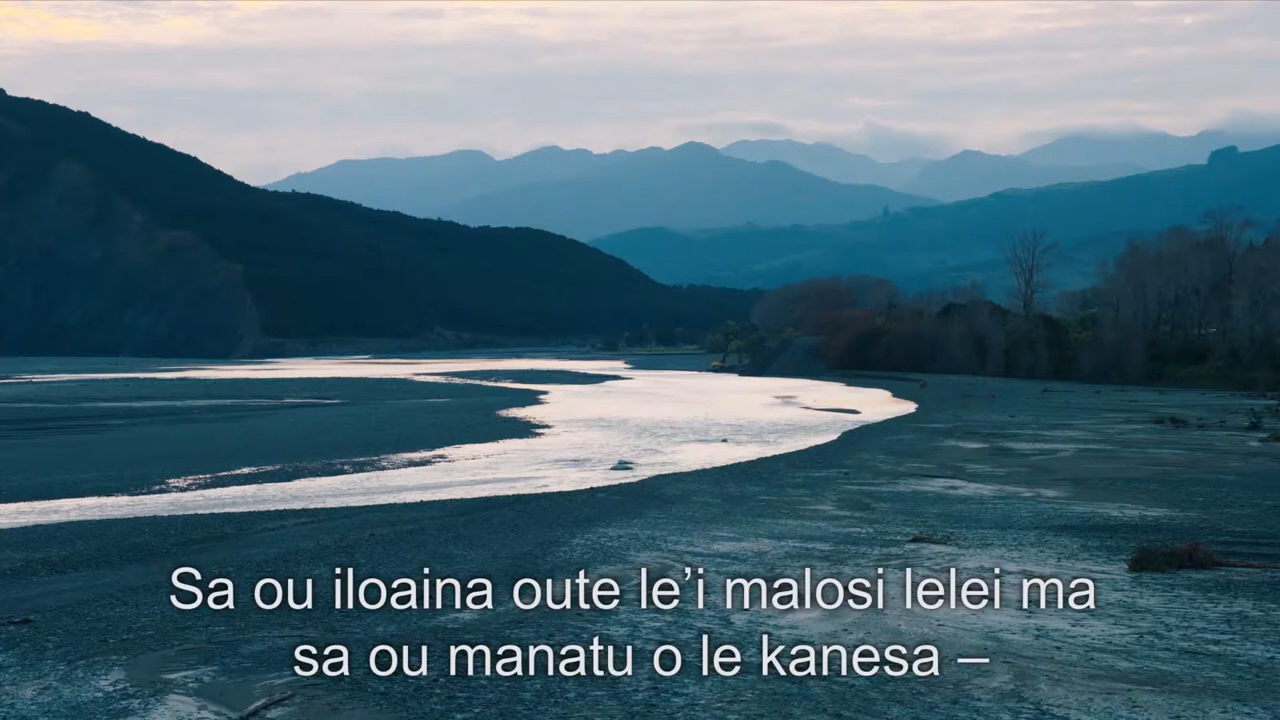 Sa ou iloaina oute le’i malosi lelei ma
sa ou manatu o le kanesa –